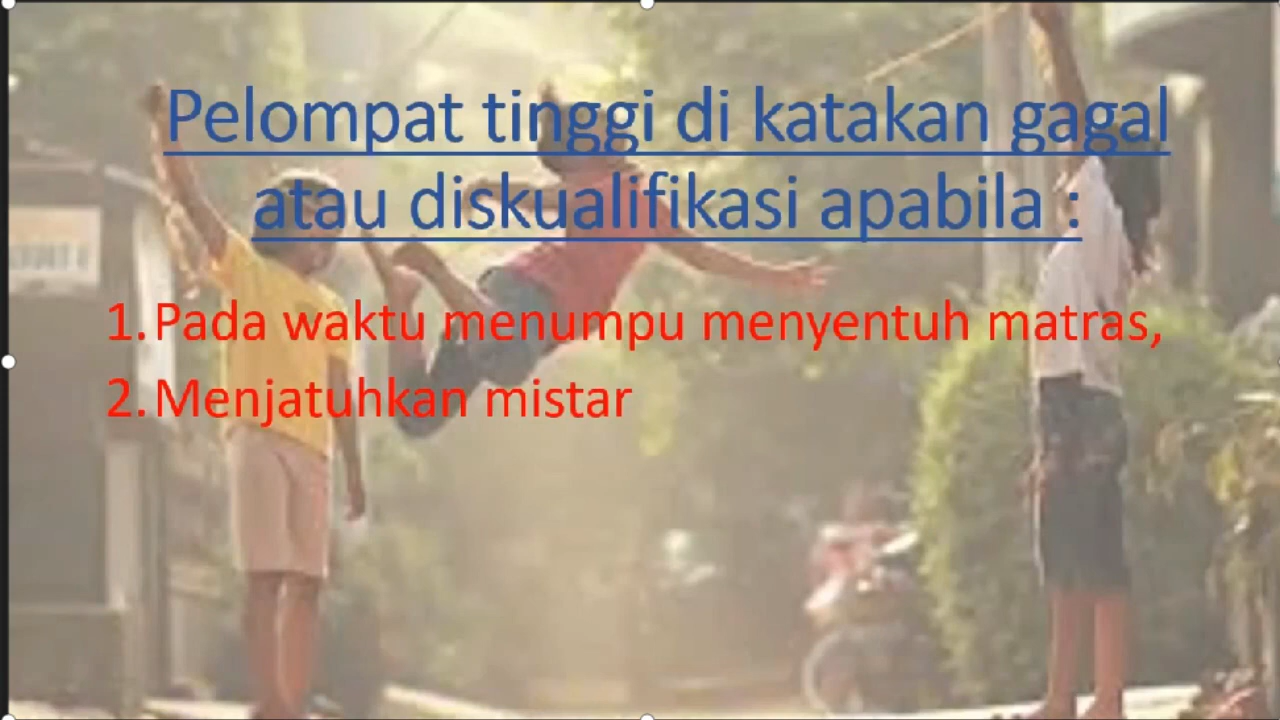 Pelompat tinggi di katakan gagal
atau diskualifikasi apabila :
1. Pada waktu menumpu menyentuh matras,
2. Menjatuhkan mistar